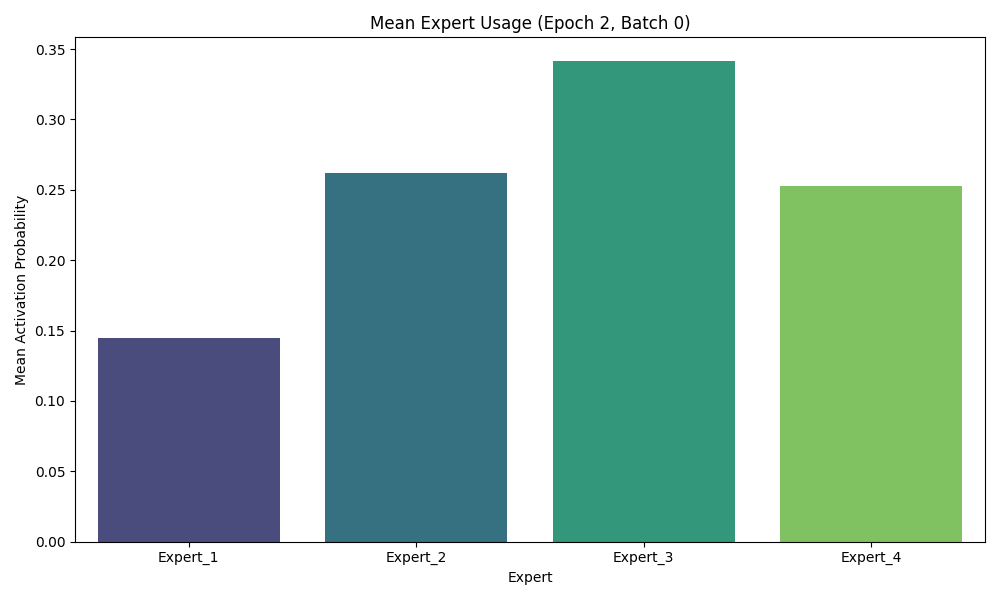 Mean Expert Usage (Epoch 2, Batch 0)
Mean Activation Probability
0.35
0.30
0.25
0.20
0.15
0.10
0.05
0.00
Expert_1
Expert_2
Expert_3
Expert_4
Expert